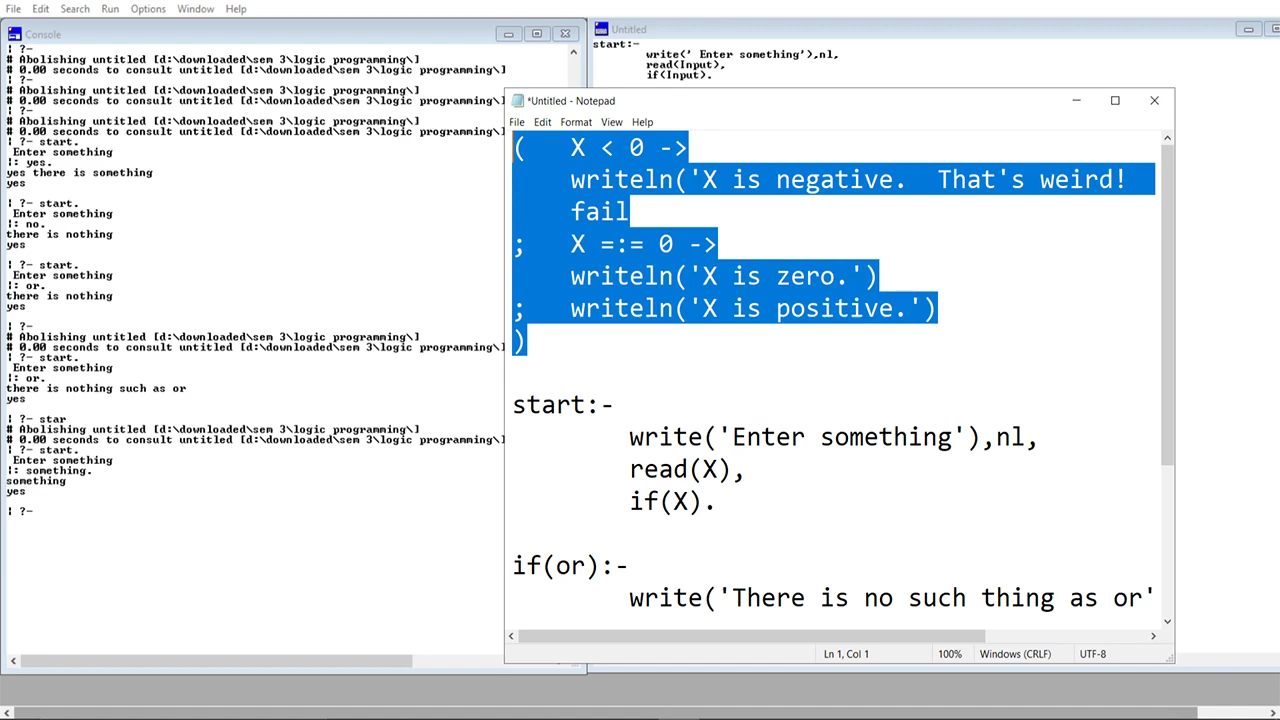 File Edit Search Run Options Window Help
Console
| ?-
# Abolishing untitled [d:\downloaded\sem 3\logic programming\]
# 0.00 seconds to consult untitled [d:\downloaded\sem 3\logic programming\]
| ?-
# Abolishing untitled [d:\downloaded\sem 3\logic programming\]
# 0.00 seconds to consult untitled [d:\downloaded\sem 3\logic programming\]
| ?-
# Abolishing untitled [d:\downloaded\sem 3\logic programming\]
# 0.00 seconds to consult untitled [d:\downloaded\sem 3\logic programming\]
| ?- start.
Enter something
|: yes.
yes there is something
yes
| ?- start.
Enter something
|: no.
there is nothing
yes
| ?- start.
Enter something
|: or.
there is nothing
yes
| ?-
# Abolishing untitled [d:\downloaded\sem 3\logic programming\]
# 0.00 seconds to consult untitled [d:\downloaded\sem 3\logic programming\]
| ?- start.
Enter something
|: or.
there is nothing such as or
yes
| ?- star
# Abolishing untitled [d:\downloaded\sem 3\logic programming\]
# 0.00 seconds to consult untitled [d:\downloaded\sem 3\logic programming\]
| ?- start.
Enter something
|: something.
something
yes
| ?-
Untitled
start:-
write(' Enter something'),nl,
read(Input),
if(Input).
*Untitled - Notepad
File Edit Format View Help
( X < 0 ->
writeln('X is negative. That's weird!
fail
; X =:= 0 ->
writeln('X is zero.')
; writeln('X is positive.')
)
start:-
write('Enter something'),nl,
read(X),
if(X).
if(or):-
write('There is no such thing as or'
Ln 1, Col 1 100% Windows (CRLF) UTF-8